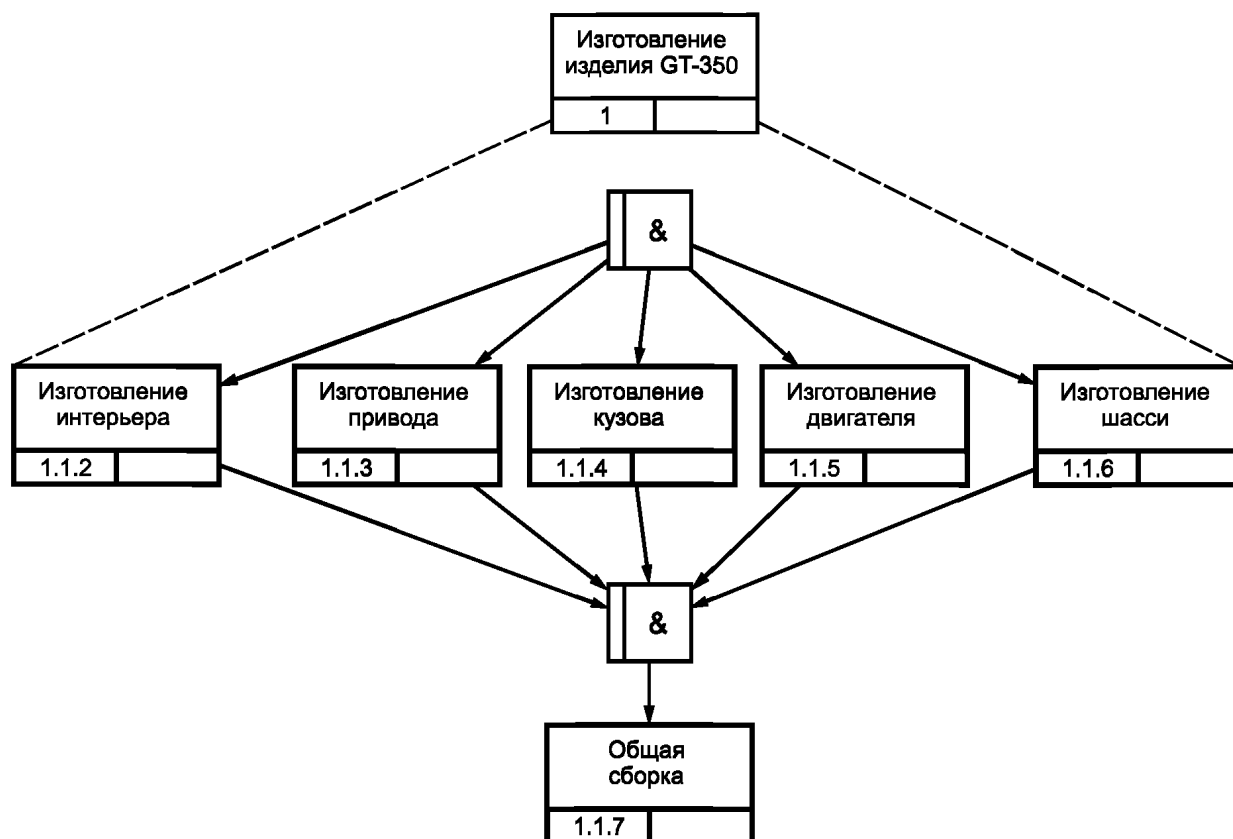 Изготовление
изделия GT-350
1
&
Изготовление
интерьера
1.1.2
Изготовление
привода
1.1.3
Изготовление
кузова
1.1.4
Изготовление
двигателя
1.1.5
Изготовление
шасси
1.1.6
&
Общая
сборка
1.1.7